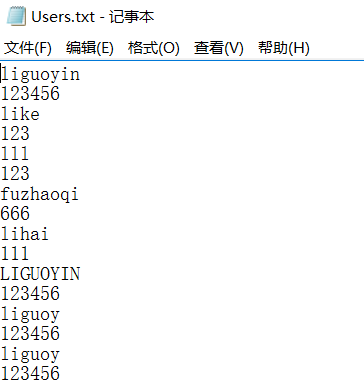 Users.txt - 记事本
文件(F) 编辑(E) 格式(O) 查看(V) 帮助(H)
liguoyin
123456
like
123
111
123
fuzhaoqi
666
lihai
111
LIGUOYIN
123456
liguoy
123456
liguoy
123456